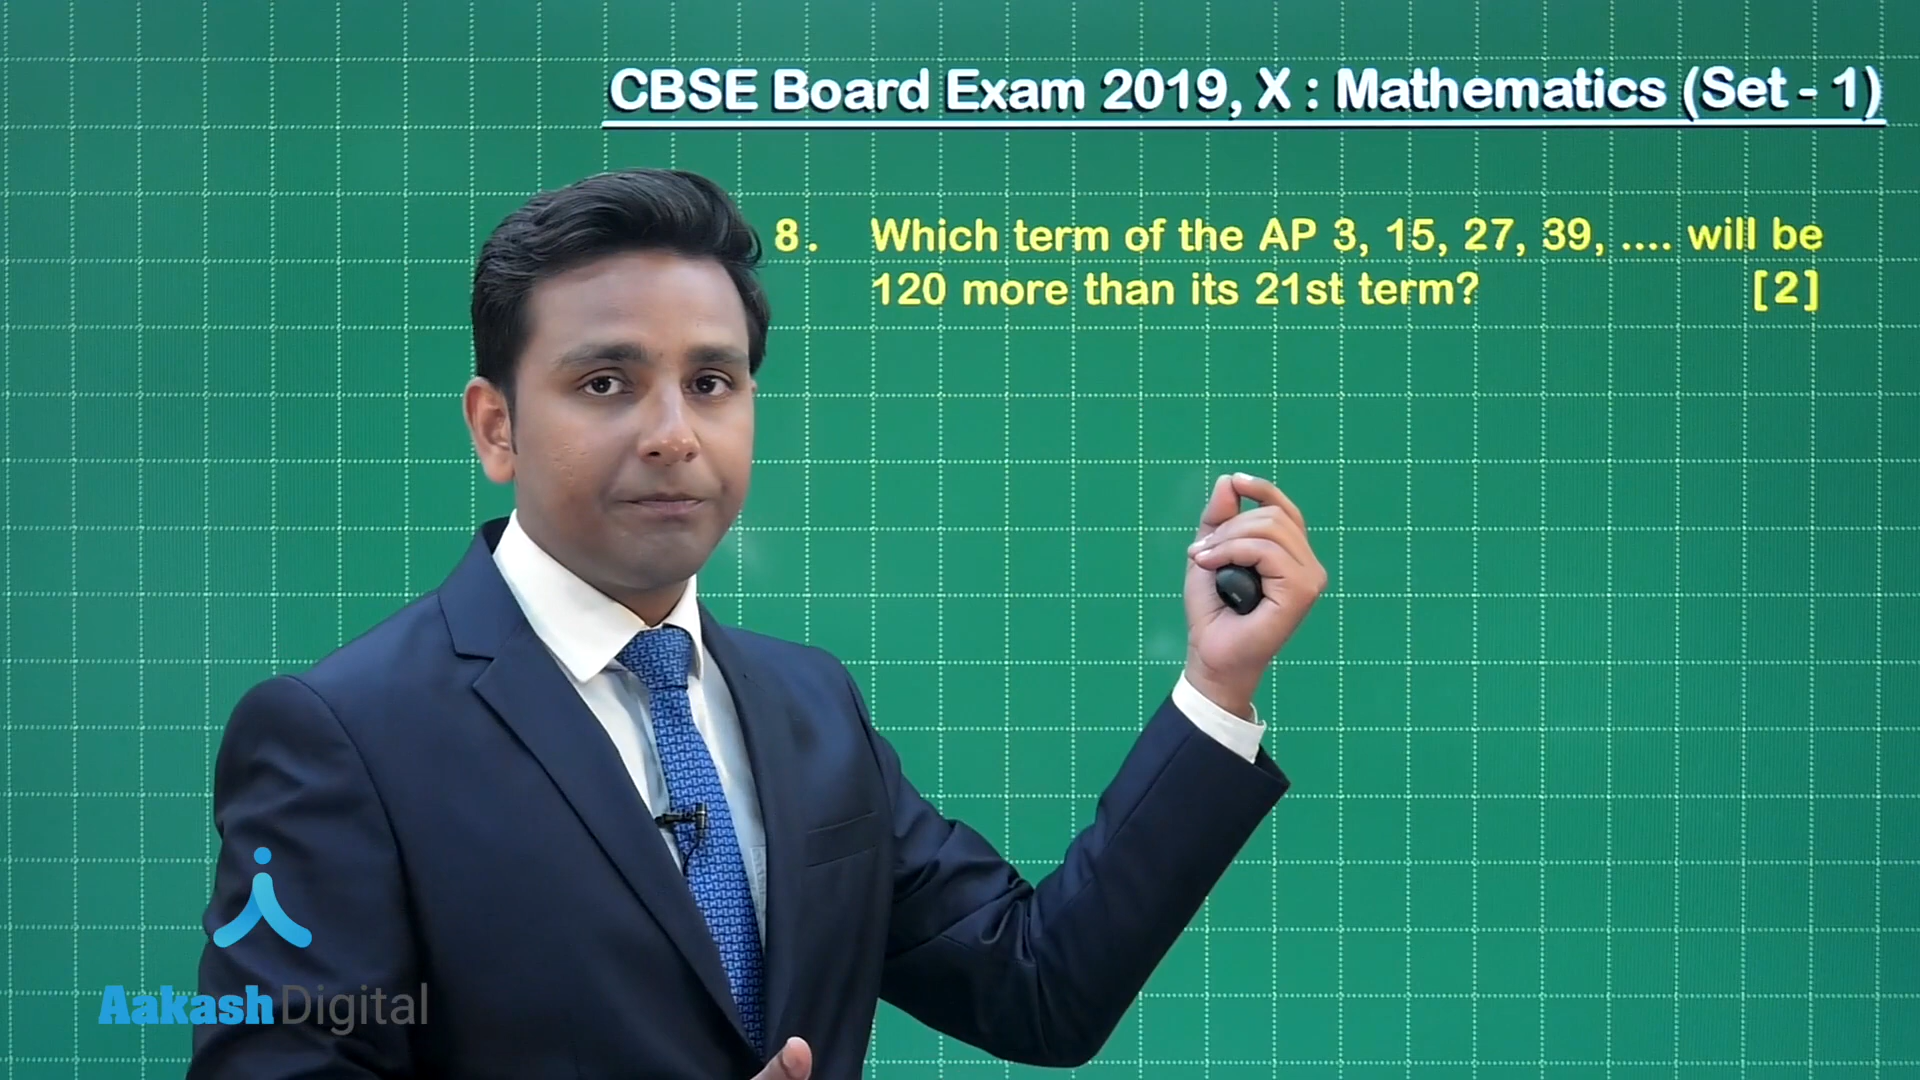 CBSE Board Exam 2019, X : Mathematics (Set - 1)
8. Which term of the AP 3, 15, 27, 39, .... will be
120 more than its 21st term? [2]
Aakash Digital